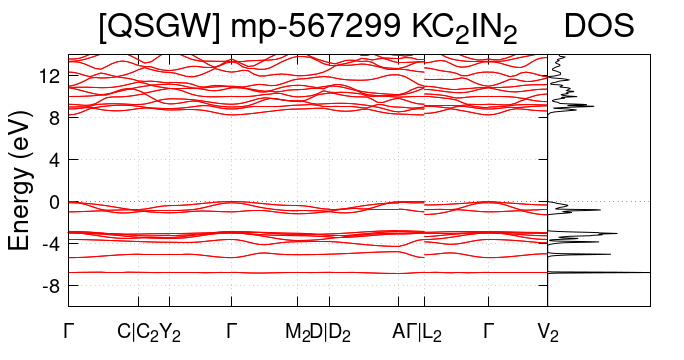 [QSGW] mp-567299 KC₂IN₂ DOS
Energy (eV)
12
8
4
0
-4
-8
Γ C|C₂Y₂ Γ M₂D|D₂ AΓ|L₂ Γ V₂